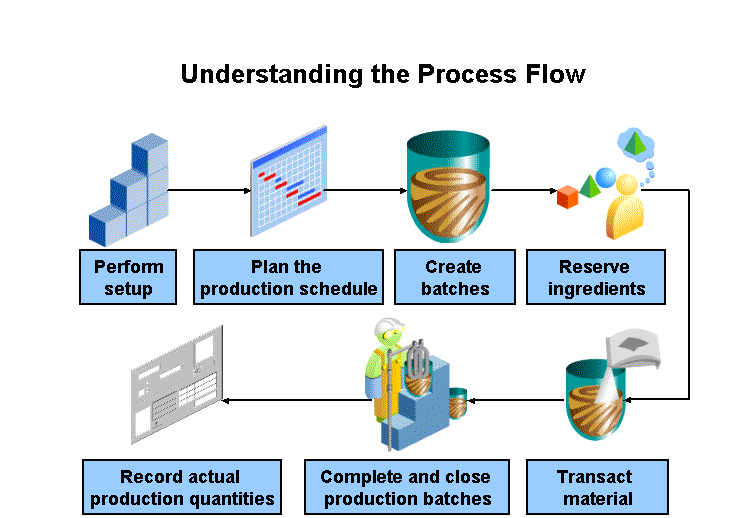 Understanding the Process Flow
Perform
setup
Plan the
production schedule
Create
batches
Reserve
ingredients
Record actual
production quantities
Complete and close
production batches
Transact
material